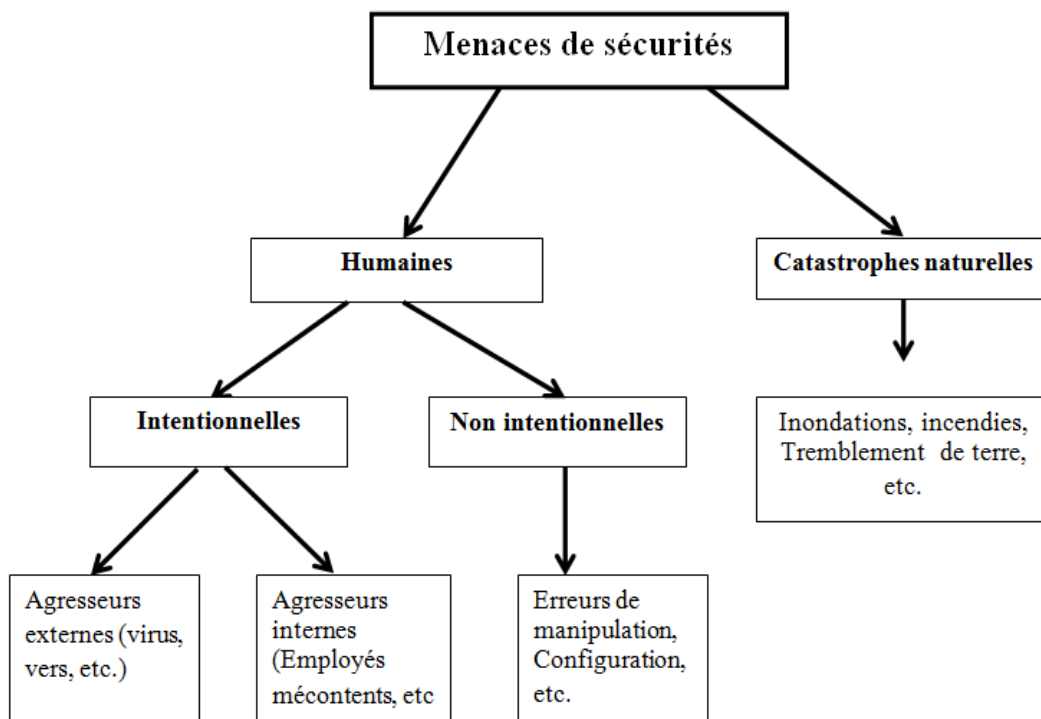 Menaces de sécurités
Humaines
Catastrophes naturelles
Intentionnelles
Non intentionnelles
Inondations, incendies,
Tremblement de terre,
etc.
Agresseurs
externes (virus,
vers, etc.)
Agresseurs
internes
(Employés
mécontents, etc
Erreurs de
manipulation,
Configuration,
etc.